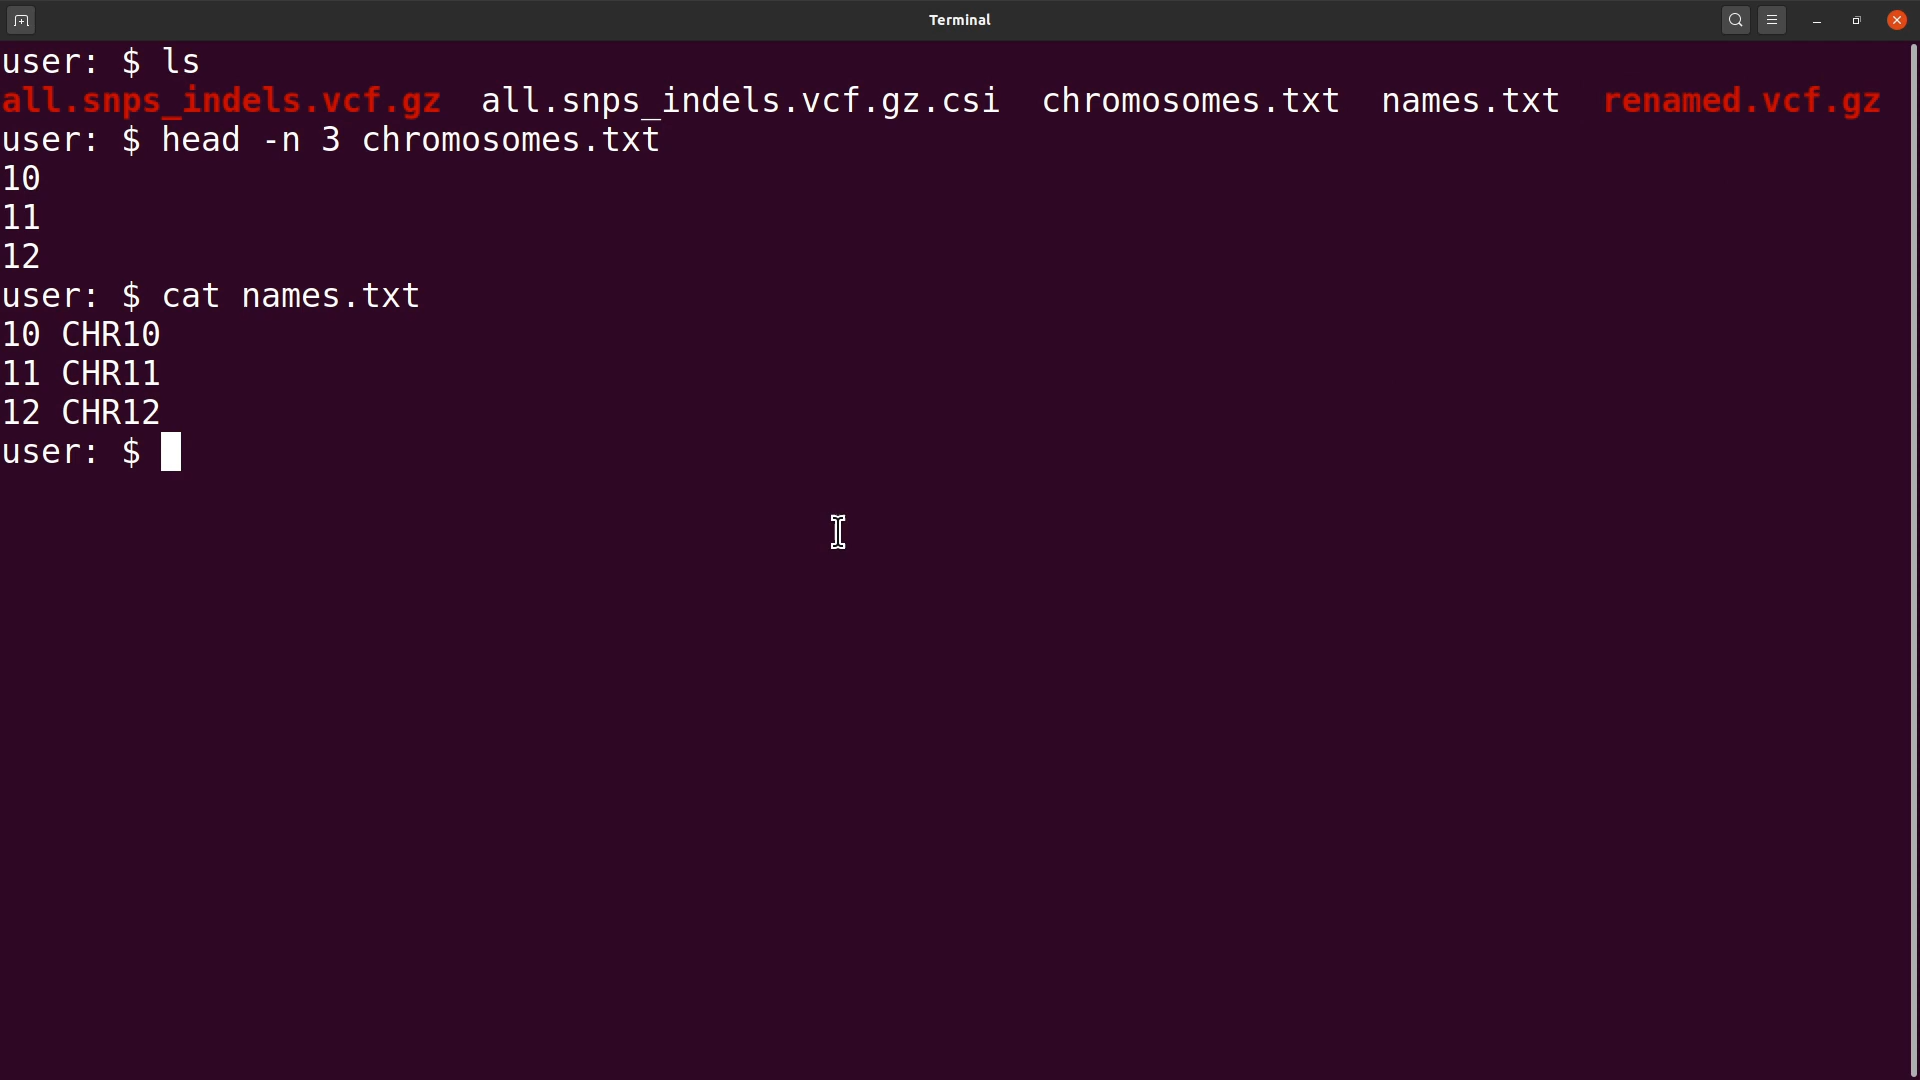 Terminal
user: $ ls
all.snps_indels.vcf.gz  all.snps_indels.vcf.gz.csi  chromosomes.txt  names.txt  renamed.vcf.gz
user: $ head -n 3 chromosomes.txt
10
11
12
user: $ cat names.txt
10 CHR10
11 CHR11
12 CHR12
user: $